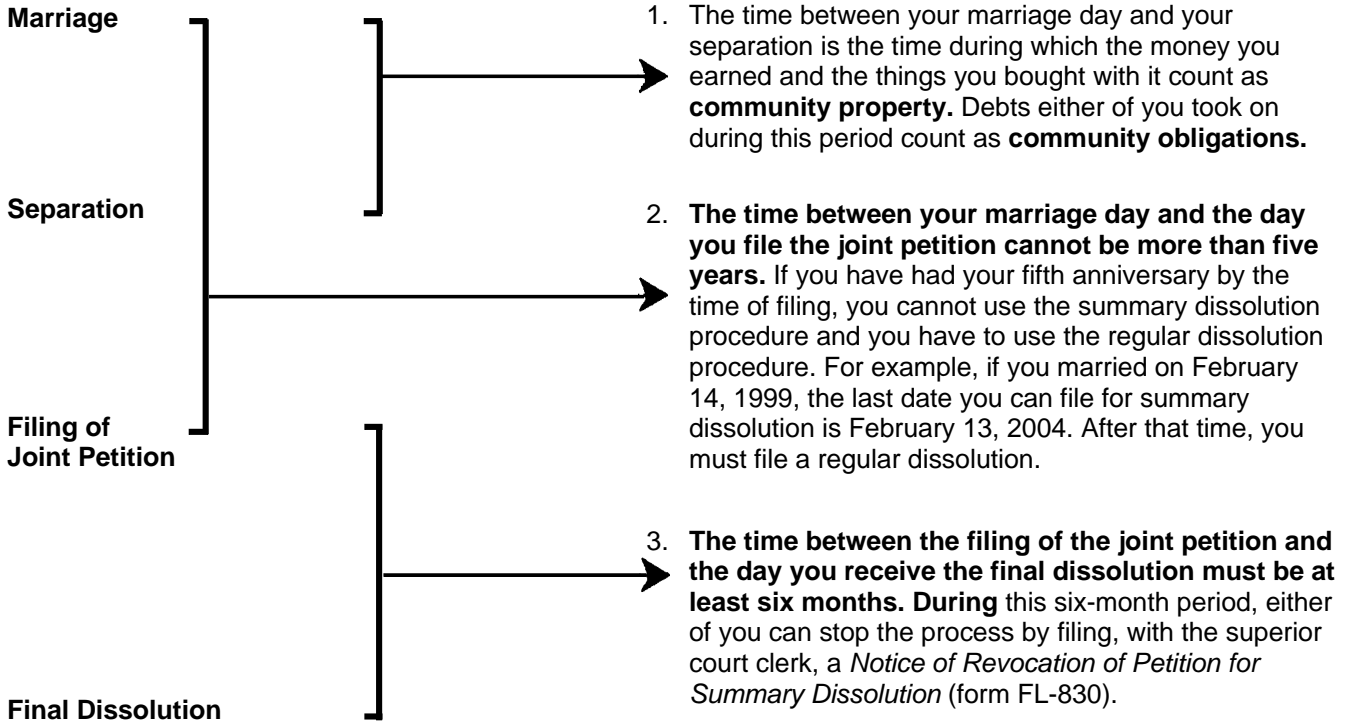 Marriage
1. The time between your marriage day and your
separation is the time during which the money you
earned and the things you bought with it count as
community property. Debts either of you took on
during this period count as community obligations.
Separation
2. The time between your marriage day and the day
you file the joint petition cannot be more than five
years. If you have had your fifth anniversary by the
time of filing, you cannot use the summary dissolution
procedure and you have to use the regular dissolution
procedure. For example, if you married on February
14, 1999, the last date you can file for summary
dissolution is February 13, 2004. After that time, you
must file a regular dissolution.
Filing of
Joint Petition
3. The time between the filing of the joint petition and
the day you receive the final dissolution must be at
least six months. During this six-month period, either
of you can stop the process by filing, with the superior
court clerk, a Notice of Revocation of Petition for
Summary Dissolution (form FL-830).
Final Dissolution